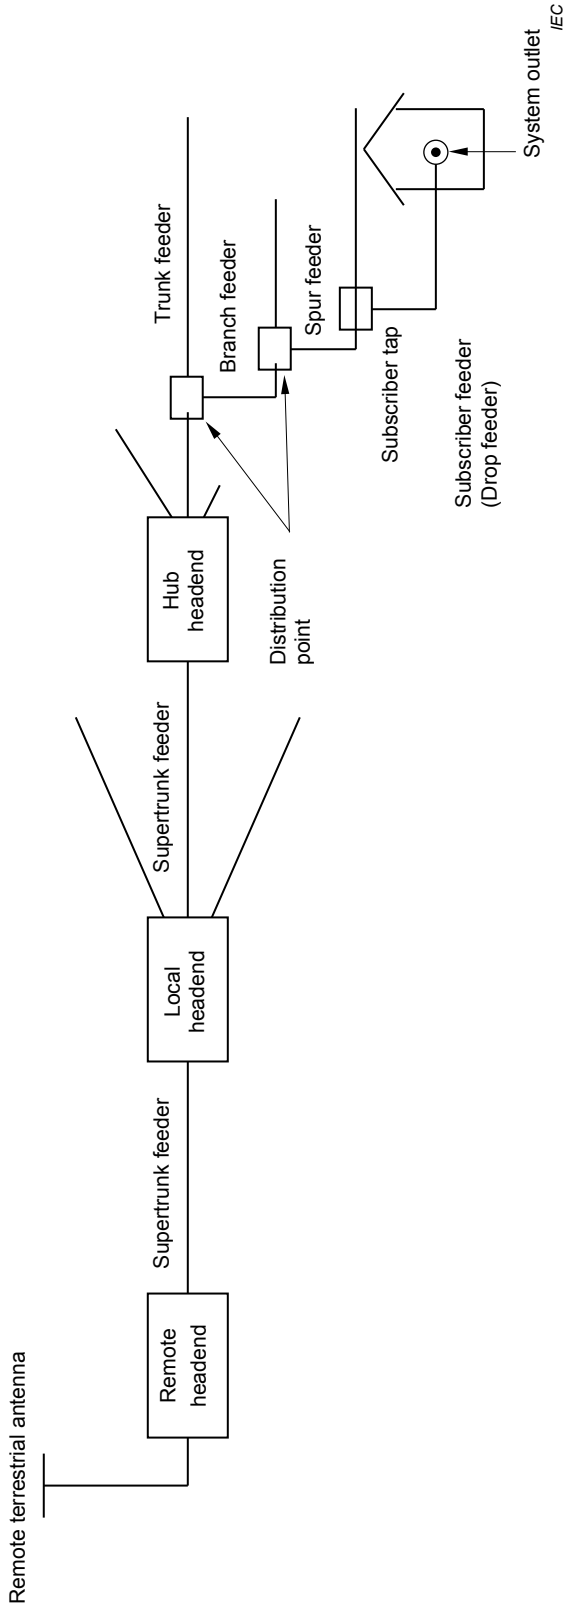 Remote terrestrial antenna
Remote
headend
Supertrunk feeder
Local
headend
Supertrunk feeder
Hub
headend
Distribution
point
Trunk feeder
Branch feeder
Spur feeder
Subscriber tap
Subscriber feeder
(Drop feeder)
System outlet
IEC